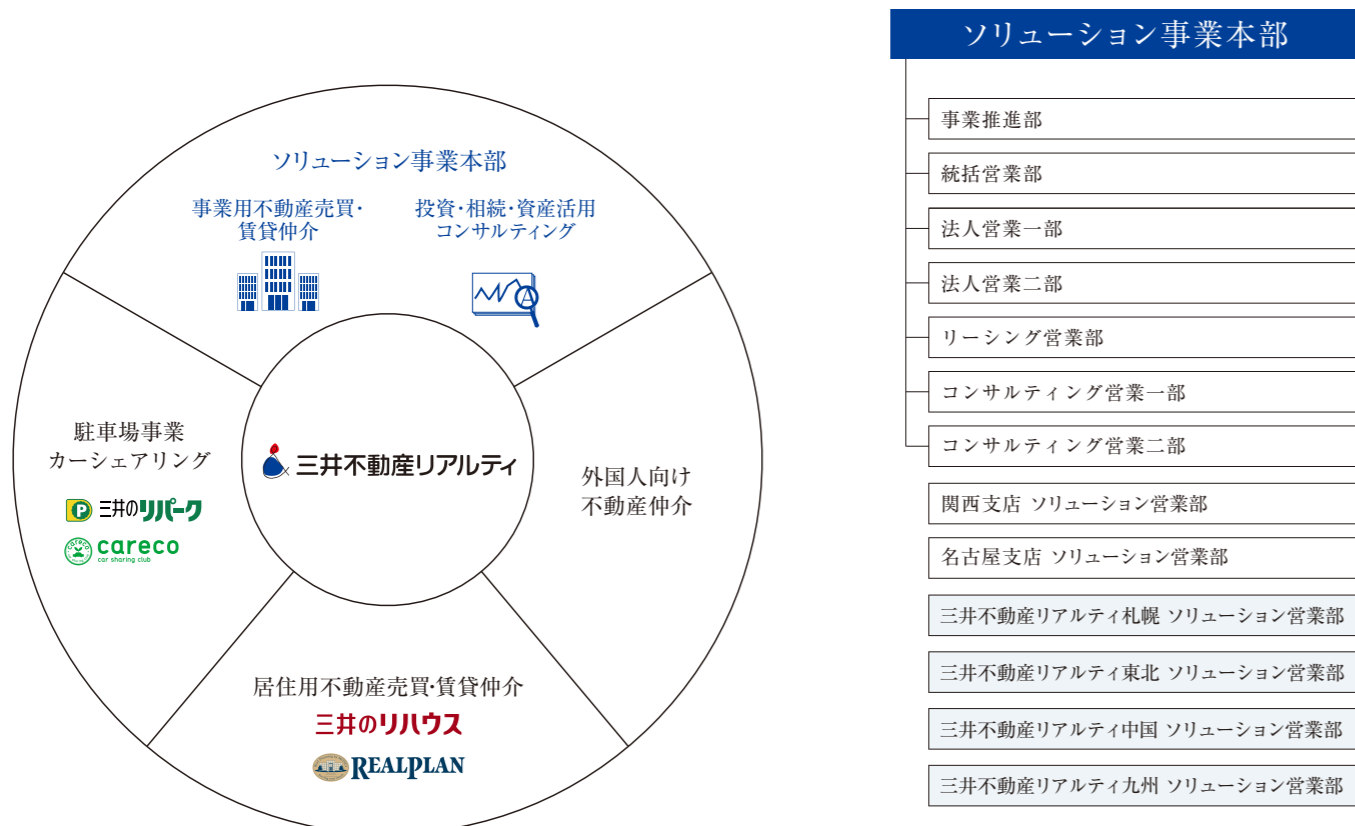 ソリューション事業本部
事業用不動産売買・
賃貸仲介
投資・相続・資産活用
コンサルティング
A
駐車場事業
カーシェアリング
P 三井のリパーク
careco
careco
car sharing club
三井不動産リアルティ
外国人向け
不動産仲介
居住用不動産売買・賃貸仲介
三井のリハウス
REALPLAN
ソリューション事業本部
事業推進部
統括営業部
法人営業一部
法人営業二部
リーシング営業部
コンサルティング営業一部
コンサルティング営業二部
関西支店 ソリューション営業部
名古屋支店 ソリューション営業部
三井不動産リアルティ札幌 ソリューション営業部
三井不動産リアルティ東北 ソリューション営業部
三井不動産リアルティ中国 ソリューション営業部
三井不動産リアルティ九州 ソリューション営業部